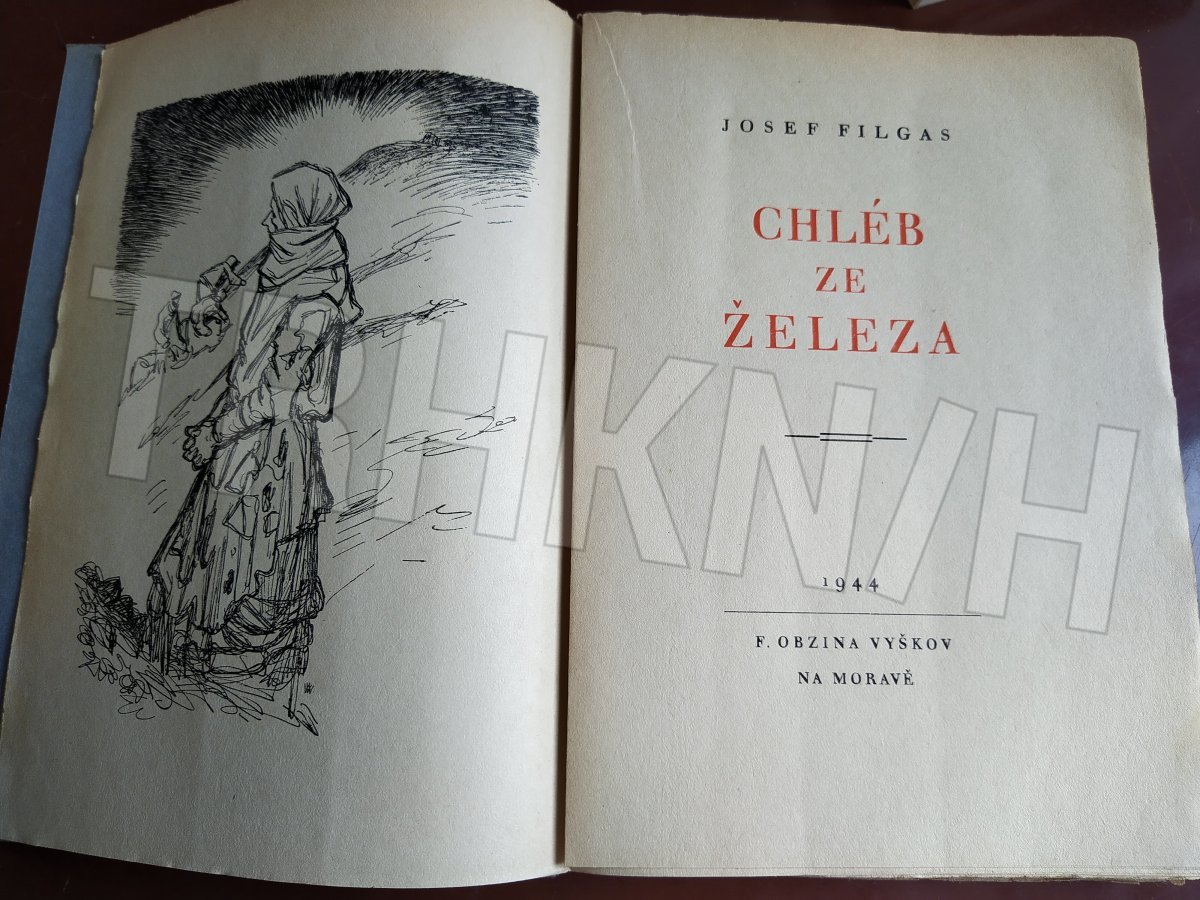 JOSEF FILGAS
CHLÉB
ZE
ŽELEZA
1944
F. OBZINA VYŠKOV
NA MORAVĚ
TRHKNIH